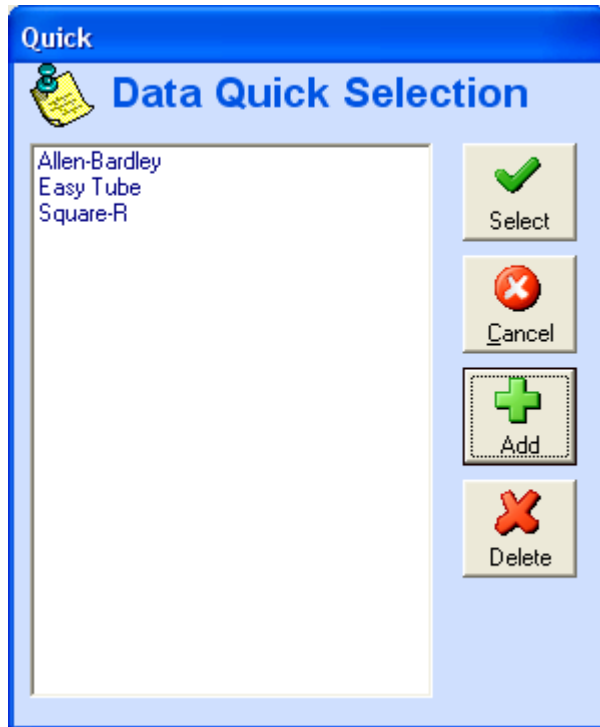 Quick
Data Quick Selection
Allen-Bardley
Easy Tube
Square-R
Select
Cancel
Add
Delete